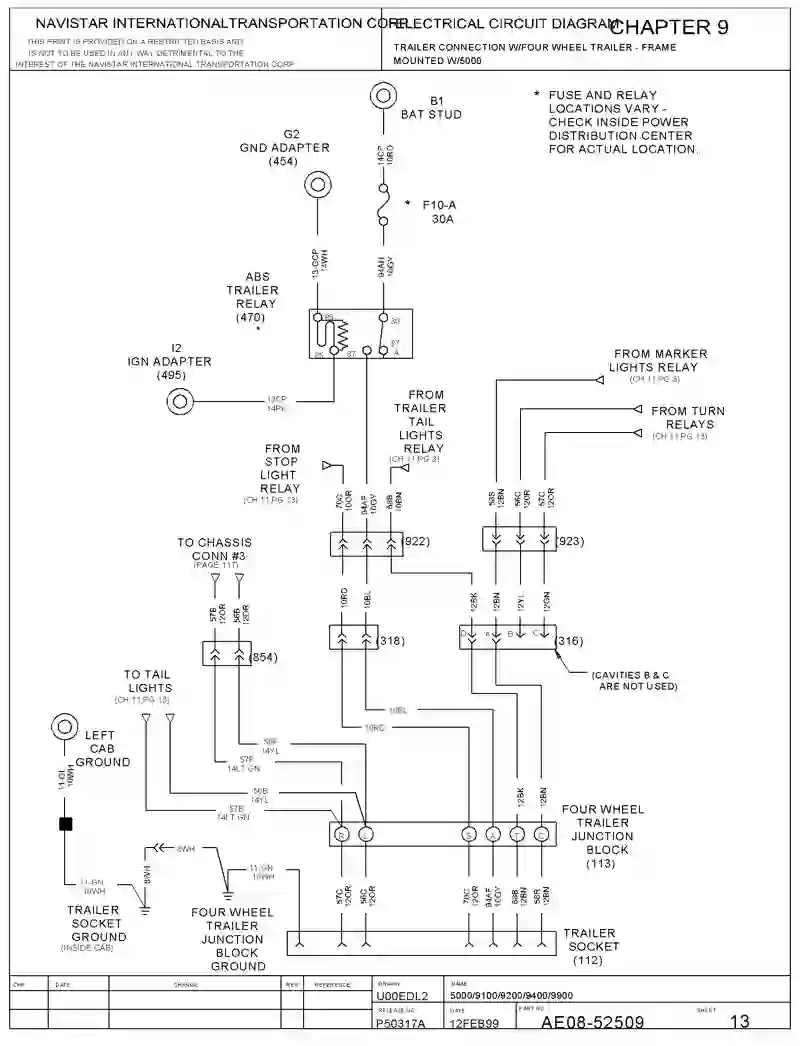 NAVISTAR INTERNATIONAL TRANSPORTATION CORP.
ELECTRICAL CIRCUIT DIAGRAM
CHAPTER 9
THIS PRINT IS PROVIDED ON A RESTRICTED BASIS AND
IS NOT TO BE USED IN ANY WAY DETRIMENTAL TO THE
INTEREST OF THE NAVISTAR INTERNATIONAL TRANSPORTATION CORP
TRAILER CONNECTION W/FOUR WHEEL TRAILER - FRAME
MOUNTED W/5000
B1
BAT STUD
* FUSE AND RELAY
LOCATIONS VARY -
CHECK INSIDE POWER
DISTRIBUTION CENTER
FOR ACTUAL LOCATION.
G2
GND ADAPTER
(454)
14CP
10RD
* F10-A
30A
13-GCP
14WH
94AH
10GY
ABS
TRAILER
RELAY
(470)
*
30
87
87
A
I2
IGN ADAPTER
(495)
13CP
14PK
FROM MARKER
LIGHTS RELAY
(CH 11,PG 3)
FROM TURN
RELAYS
(CH 11,PG 13)
FROM
TRAILER
TAIL
LIGHTS
RELAY
(CH 11,PG 3)
FROM
STOP
LIGHT
RELAY
(CH 11,PG 13)
70C
10OR
94AF
10GY
68B
10BN
58S
12BN
56C
12OR
57C
12OR
(922)
(923)
TO CHASSIS
CONN #3
(PAGE 117)
57B
12OR
56B
12OR
10RD
10BL
12BK
12BN
12YL
12GN
(854)
(318)
D A B C
(316)
(CAVITIES B & C
ARE NOT USED)
TO TAIL
LIGHTS
(CH 11,PG 13)
10BL
10RD
LEFT
CAB
GROUND
11-GL
10WH
14YL
57F
14LT GN
56B
14YL
57B
14LT GN
12BK
12BN
R L S A T E
FOUR WHEEL
TRAILER
JUNCTION
BLOCK
(113)
8WH
8WH
11-GN
10WH
11-GN
10WH
57C
12OR
56C
12OR
70C
12OR
94AF
10GY
68B
12BN
58R
12BN
TRAILER
SOCKET
GROUND
(INSIDE CAB)
FOUR WHEEL
TRAILER
JUNCTION
BLOCK
GROUND
TRAILER
SOCKET
(112)
CHK
DATE
CHANGE
REV
REFERENCE
DRAWN
U00EDL2
NAME
5000/9100/9200/9400/9900
RELEASE NO.
P50317A
DATE
12FEB99
PART NO.
AE08-52509
SHEET
13